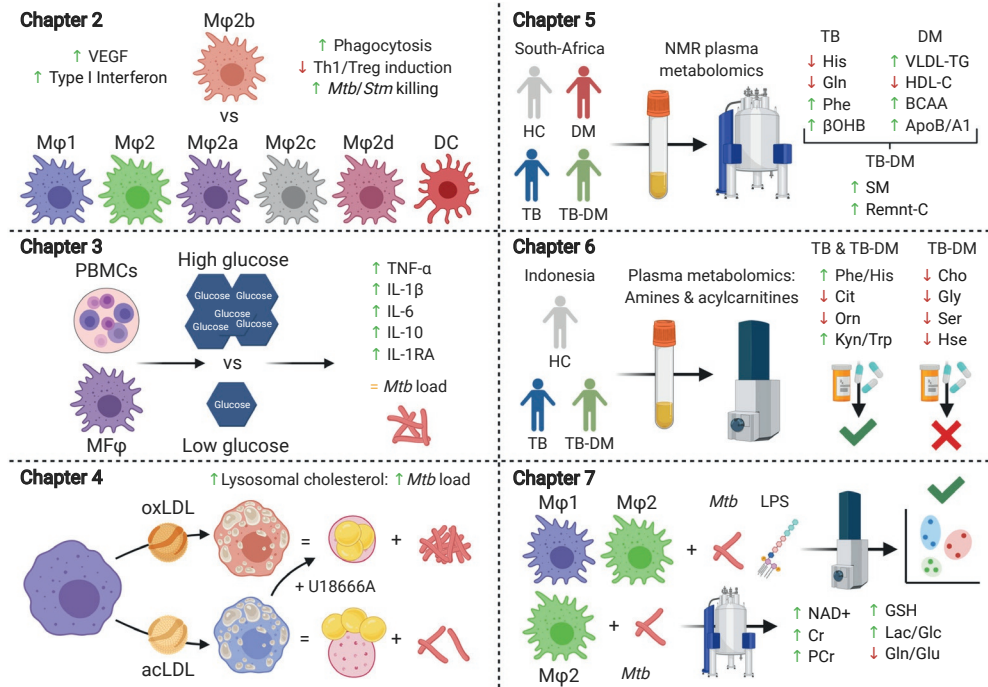 Chapter 2
Mφ2b
↑ VEGF
↑ Type I Interferon
↑ Phagocytosis
↓ Th1/Treg induction
↑ Mtb/Stm killing
vs
Mφ1 Mφ2 Mφ2a Mφ2c Mφ2d DC
Chapter 3
PBMCs
High glucose
Glucose Glucose
Glucose
Glucose Glucose
vs
Glucose
Low glucose
MFφ
↑ TNF-α
↑ IL-1β
↑ IL-6
↑ IL-10
↑ IL-1RA
= Mtb load
Chapter 4
↑Lysosomal cholesterol: ↑ Mtb load
oxLDL
= +
+ U18666A
acLDL
= +
Chapter 5
South-Africa
HC DM
TB TB-DM
NMR plasma
metabolomics
TB
↓ His
↓ Gln
↑ Phe
↑ βOHB
DM
↑ VLDL-TG
↓ HDL-C
↑ BCAA
↑ ApoB/A1
TB-DM
↑ SM
↑ Remnt-C
Chapter 6
Indonesia
HC
TB TB-DM
Plasma metabolomics:
Amines & acylcarnitines
TB & TB-DM
↑ Phe/His
↓ Cit
↓ Orn
↑ Kyn/Trp
TB-DM
↓ Cho
↓ Gly
↓ Ser
↓ Hse
Chapter 7
Mφ1 Mφ2 Mtb LPS
+
+
Mφ2 Mtb
↑ NAD+
↑ Cr
↑ PCr
↑ GSH
↑ Lac/Glc
↓ Gln/Glu